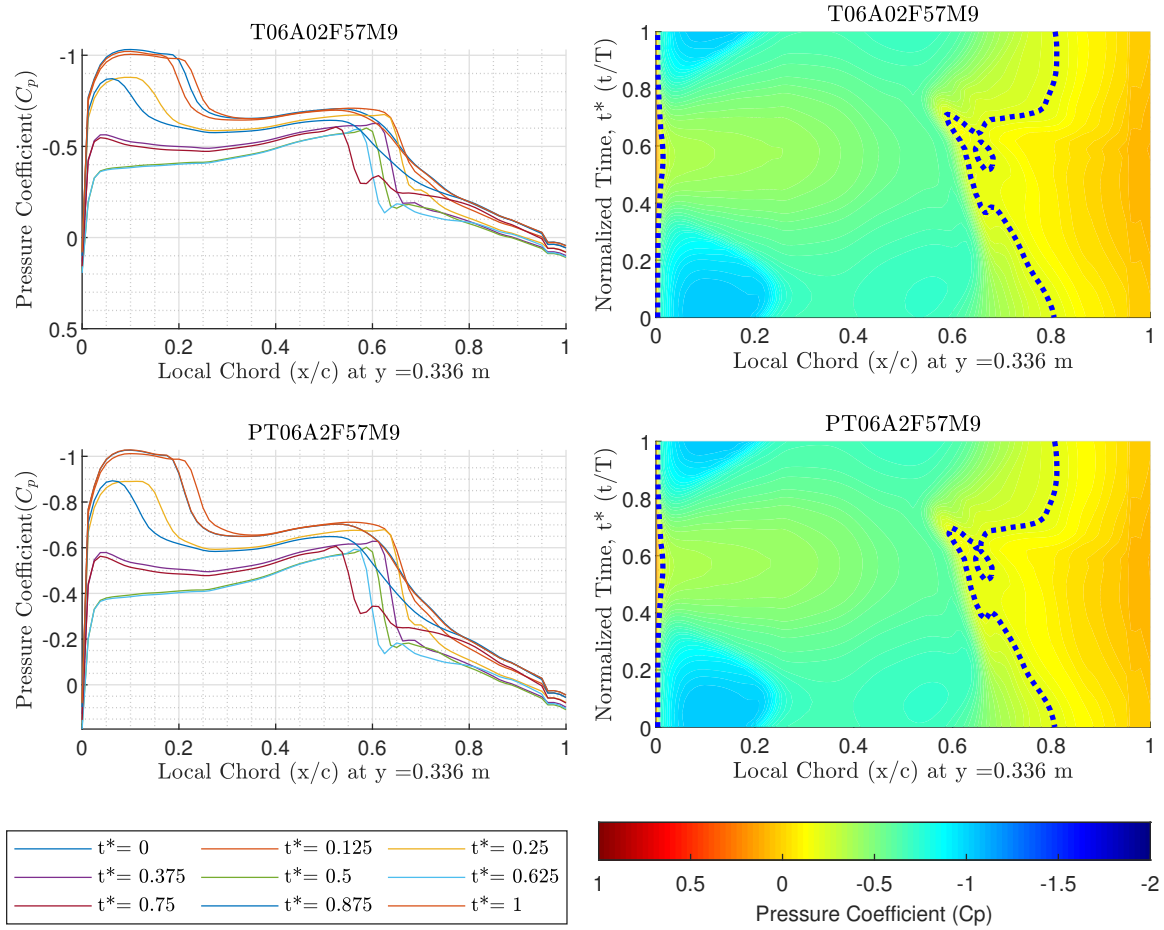 T06A02F57M9
-1
-0.5
0
0.5
Pressure Coefficient(Cp)
0
0.2
0.4
0.6
0.8
1
Local Chord (x/c) at y =0.336 m
T06A02F57M9
1
0.8
0.6
0.4
0.2
0
Normalized Time, t* (t/T)
0
0.2
0.4
0.6
0.8
1
Local Chord (x/c) at y =0.336 m
PT06A2F57M9
-1
-0.8
-0.6
-0.4
-0.2
0
Pressure Coefficient(Cp)
0
0.2
0.4
0.6
0.8
1
Local Chord (x/c) at y =0.336 m
PT06A2F57M9
1
0.8
0.6
0.4
0.2
0
Normalized Time, t* (t/T)
0
0.2
0.4
0.6
0.8
1
Local Chord (x/c) at y =0.336 m
t*= 0
t*= 0.125
t*= 0.25
t*= 0.375
t*= 0.5
t*= 0.625
t*= 0.75
t*= 0.875
t*= 1
1
0.5
0
-0.5
-1
-1.5
-2
Pressure Coefficient (Cp)